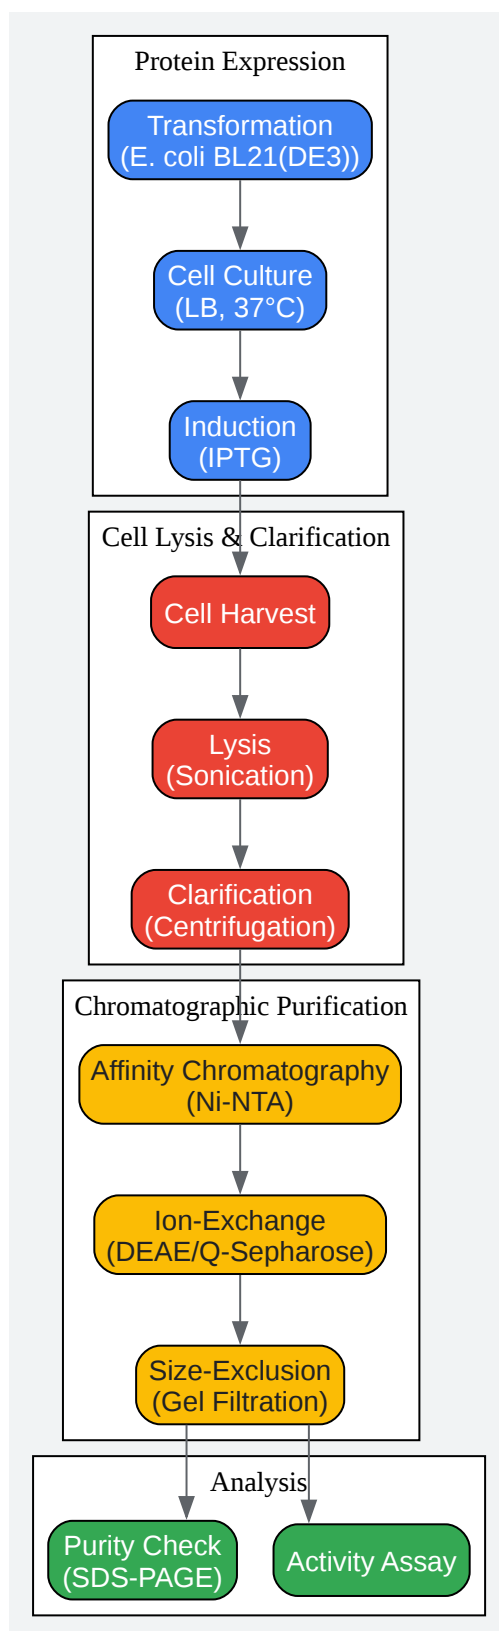 Protein Expression
Transformation
(E. coli BL21(DE3))
Cell Culture
(LB, 37°C)
Induction
(IPTG)
Cell Lysis & Clarification
Cell Harvest
Lysis
(Sonication)
Clarification
(Centrifugation)
Chromatographic Purification
Affinity Chromatography
(Ni-NTA)
Ion-Exchange
(DEAE/Q-Sepharose)
Size-Exclusion
(Gel Filtration)
Analysis
Purity Check
(SDS-PAGE)
Activity Assay